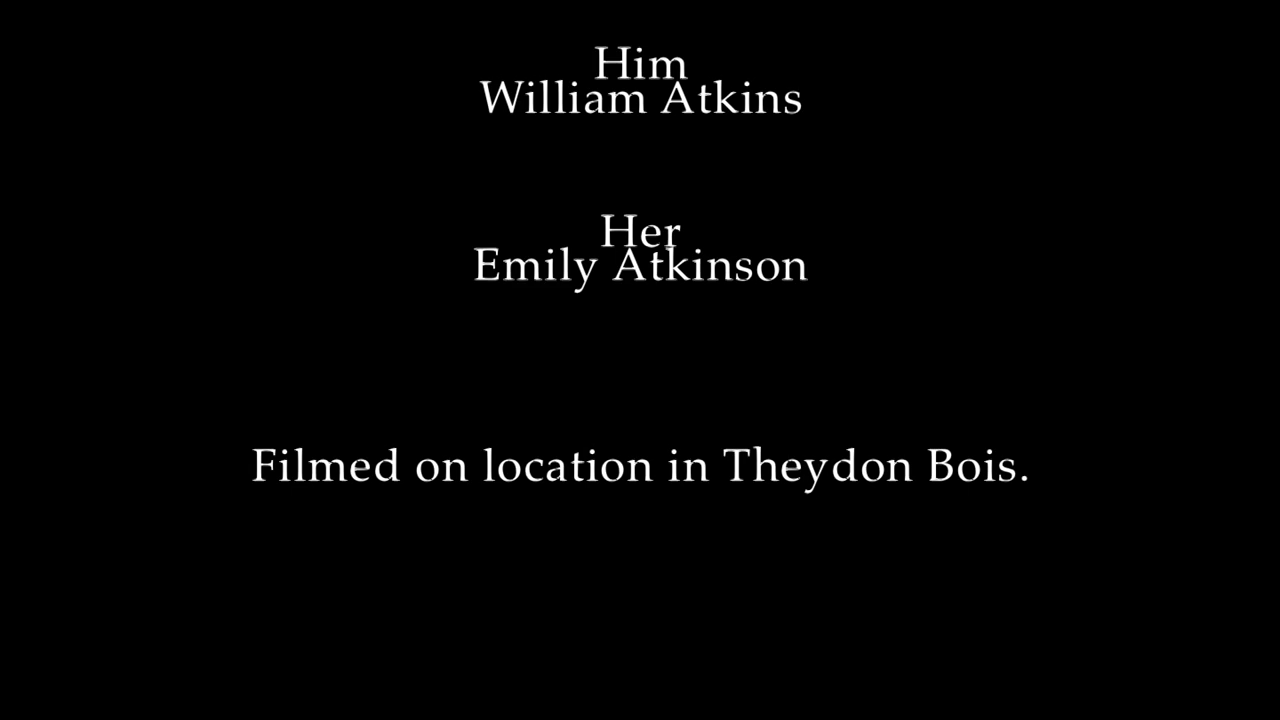 Him
William Atkins
Her
Emily Atkinson
Filmed on location in Theydon Bois.